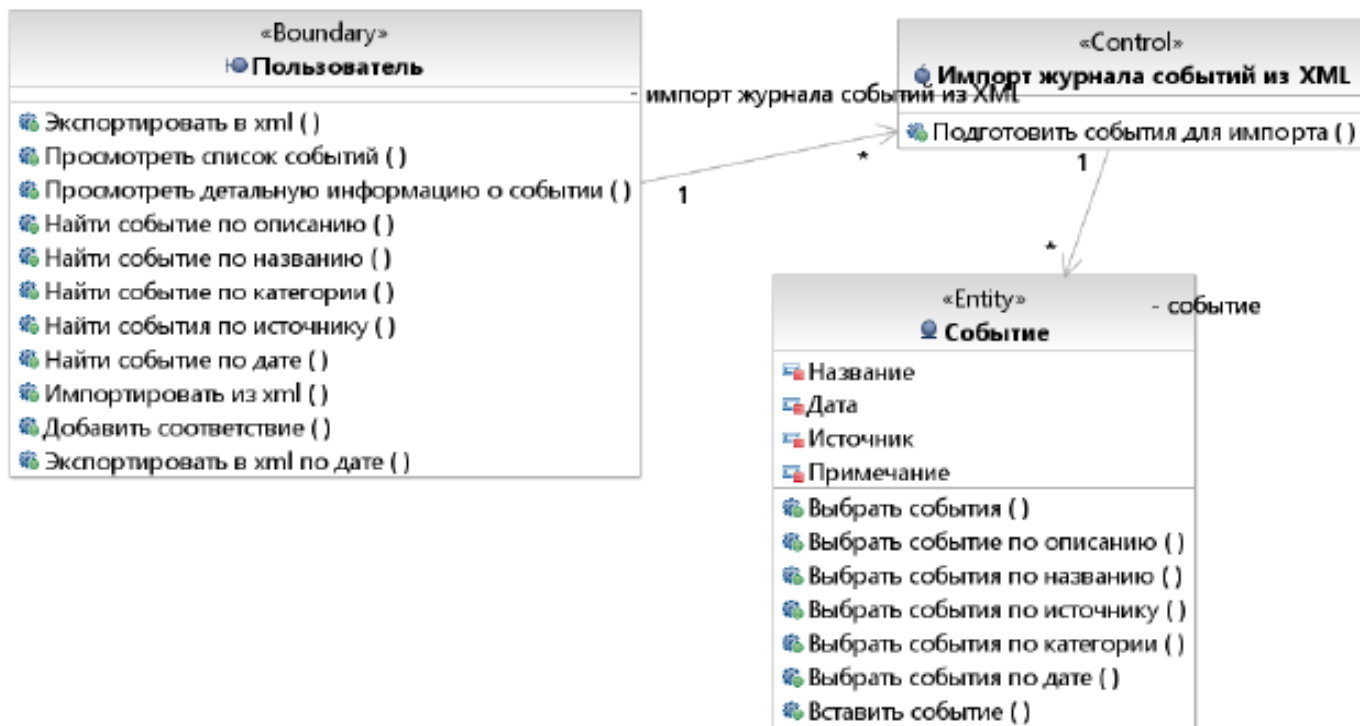 «Boundary»
Пользователь
Экспортировать в xml ( )
Просмотреть список событий ( )
Просмотреть детальную информацию о событии ( )
Найти событие по описанию ( )
Найти событие по названию ( )
Найти событие по категории ( )
Найти события по источнику ( )
Найти событие по дате ( )
Импортировать из xml ( )
Добавить соответствие ( )
Экспортировать в xml по дате ( )
- импорт журнала событий из XML
1
*
«Control»
Импорт журнала событий из XML
Подготовить события для импорта ( )
1
*
- событие
«Entity»
Событие
Название
Дата
Источник
Примечание
Выбрать события ( )
Выбрать событие по описанию ( )
Выбрать события по названию ( )
Выбрать события по источнику ( )
Выбрать события по категории ( )
Выбрать события по дате ( )
Вставить событие ( )